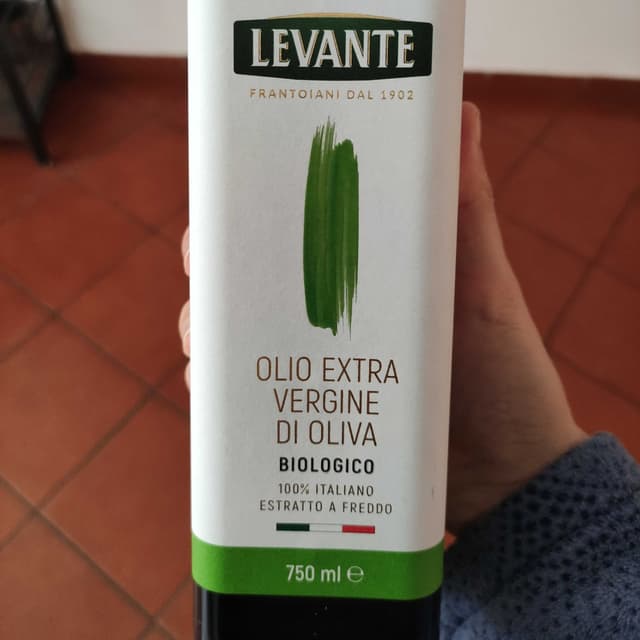 LEVANTE
FRANTOIANI DAL 1902
OLIO EXTRA
VERGINE
DI OLIVA
BIOLOGICO
100% ITALIANO
ESTRATTO A FREDDO
750 ml ℮